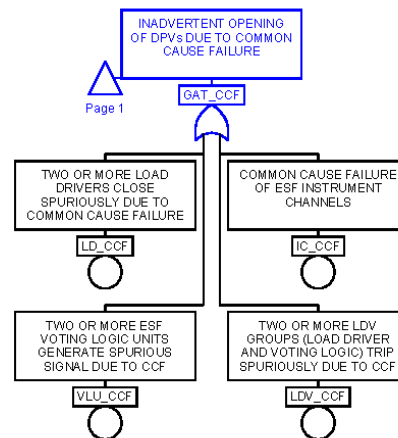 INADVERTENT OPENING
OF DPVs DUE TO COMMON
CAUSE FAILURE
Page 1
GAT_CCF
TWO OR MORE LOAD
DRIVERS CLOSE
SPURIOUSLY DUE TO
COMMON CAUSE FAILURE
LD_CCF
COMMON CAUSE FAILURE
OF ESF INSTRUMENT
CHANNELS
IC_CCF
TWO OR MORE ESF
VOTING LOGIC UNITS
GENERATE SPURIOUS
SIGNAL DUE TO CCF
VLU_CCF
TWO OR MORE LDV
GROUPS (LOAD DRIVER
AND VOTING LOGIC) TRIP
SPURIOUSLY DUE TO CCF
LDV_CCF